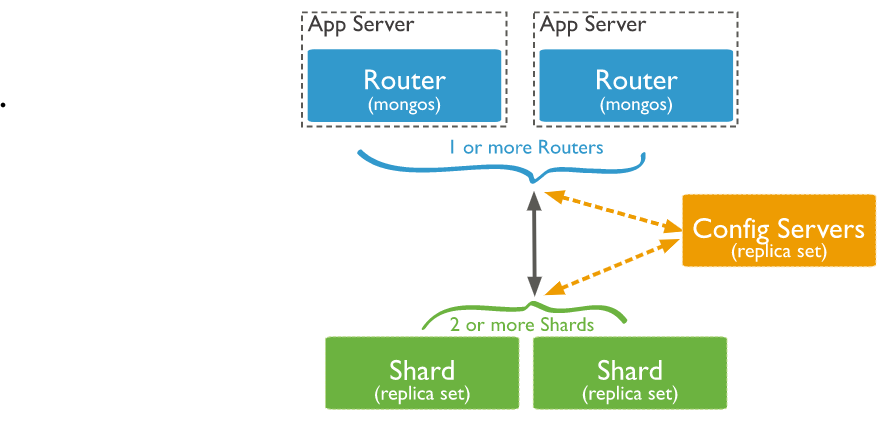 App Server
App Server
Router
(mongos)
Router
(mongos)
1 or more Routers
Config Servers
(replica set)
2 or more Shards
Shard
(replica set)
Shard
(replica set)